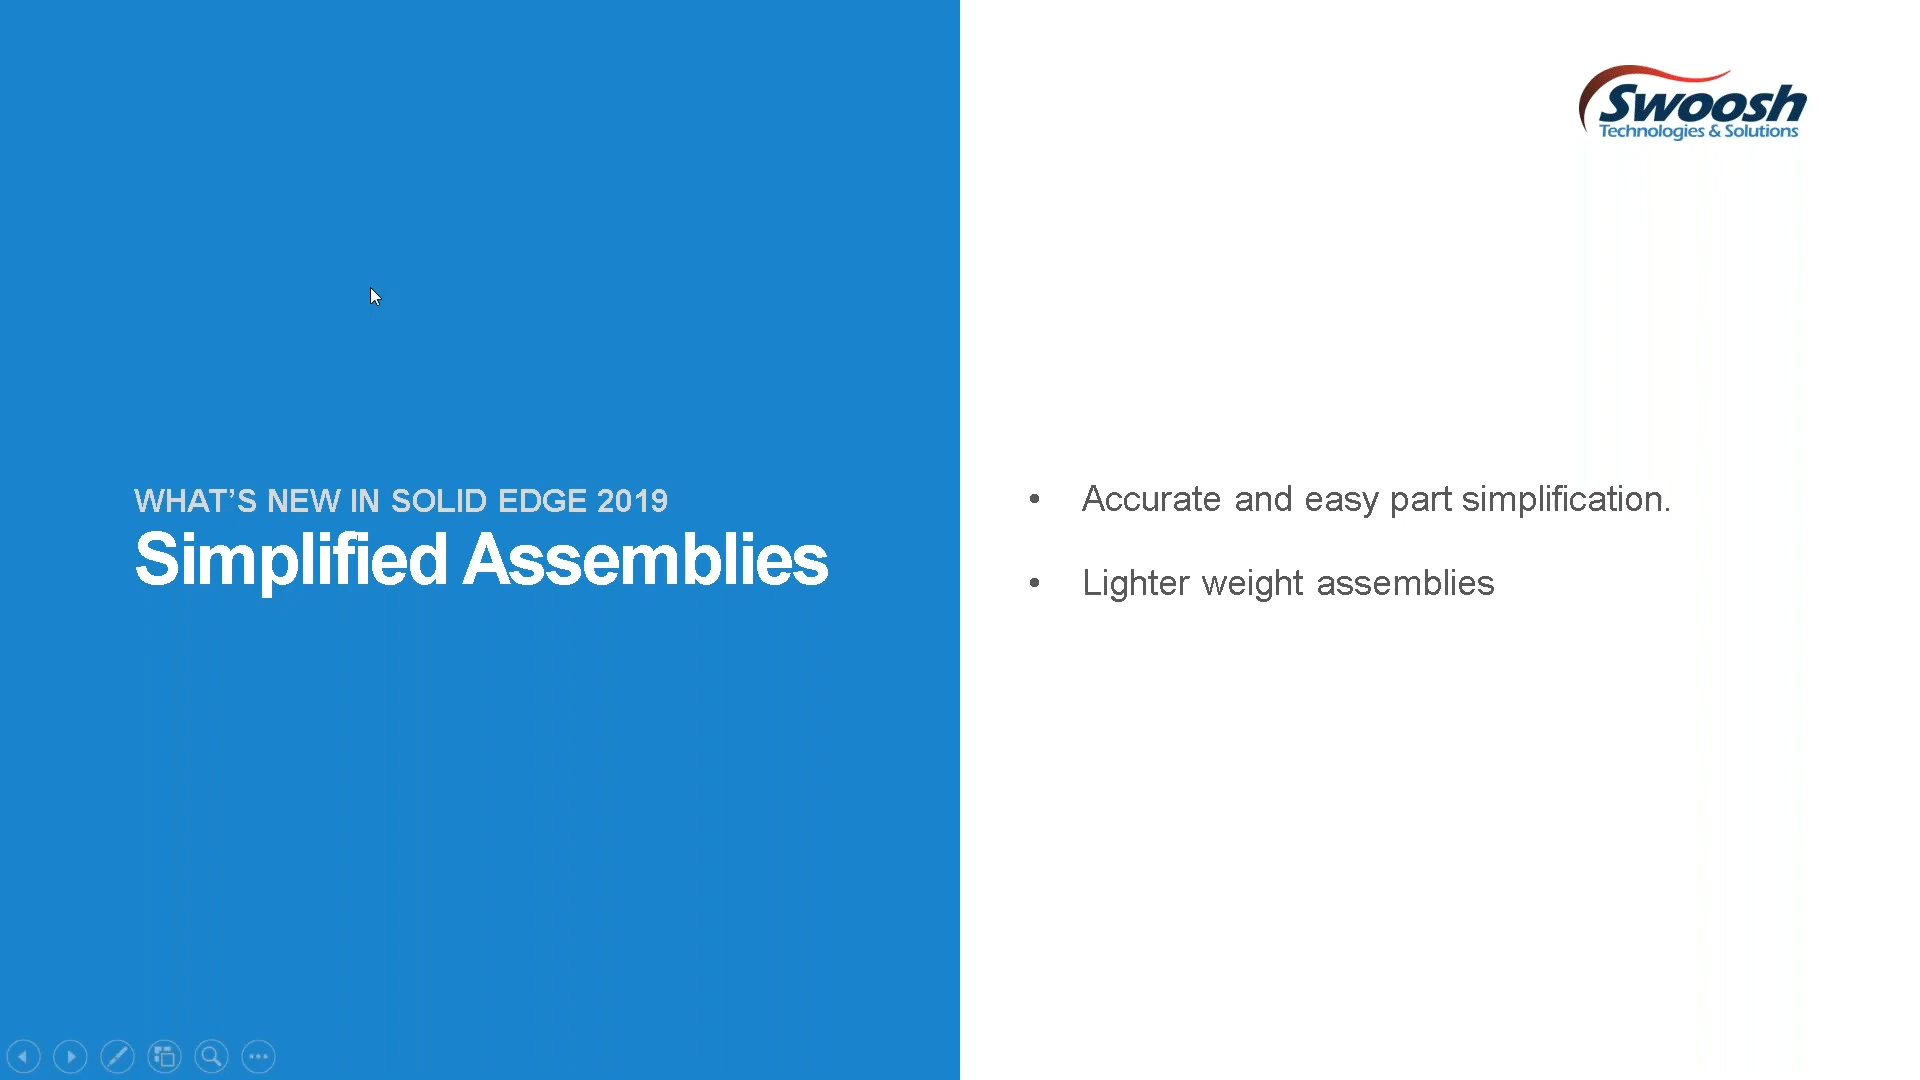 Swoosh
Technologies & Solutions
WHAT’S NEW IN SOLID EDGE 2019
Simplified Assemblies
• Accurate and easy part simplification.
• Lighter weight assemblies